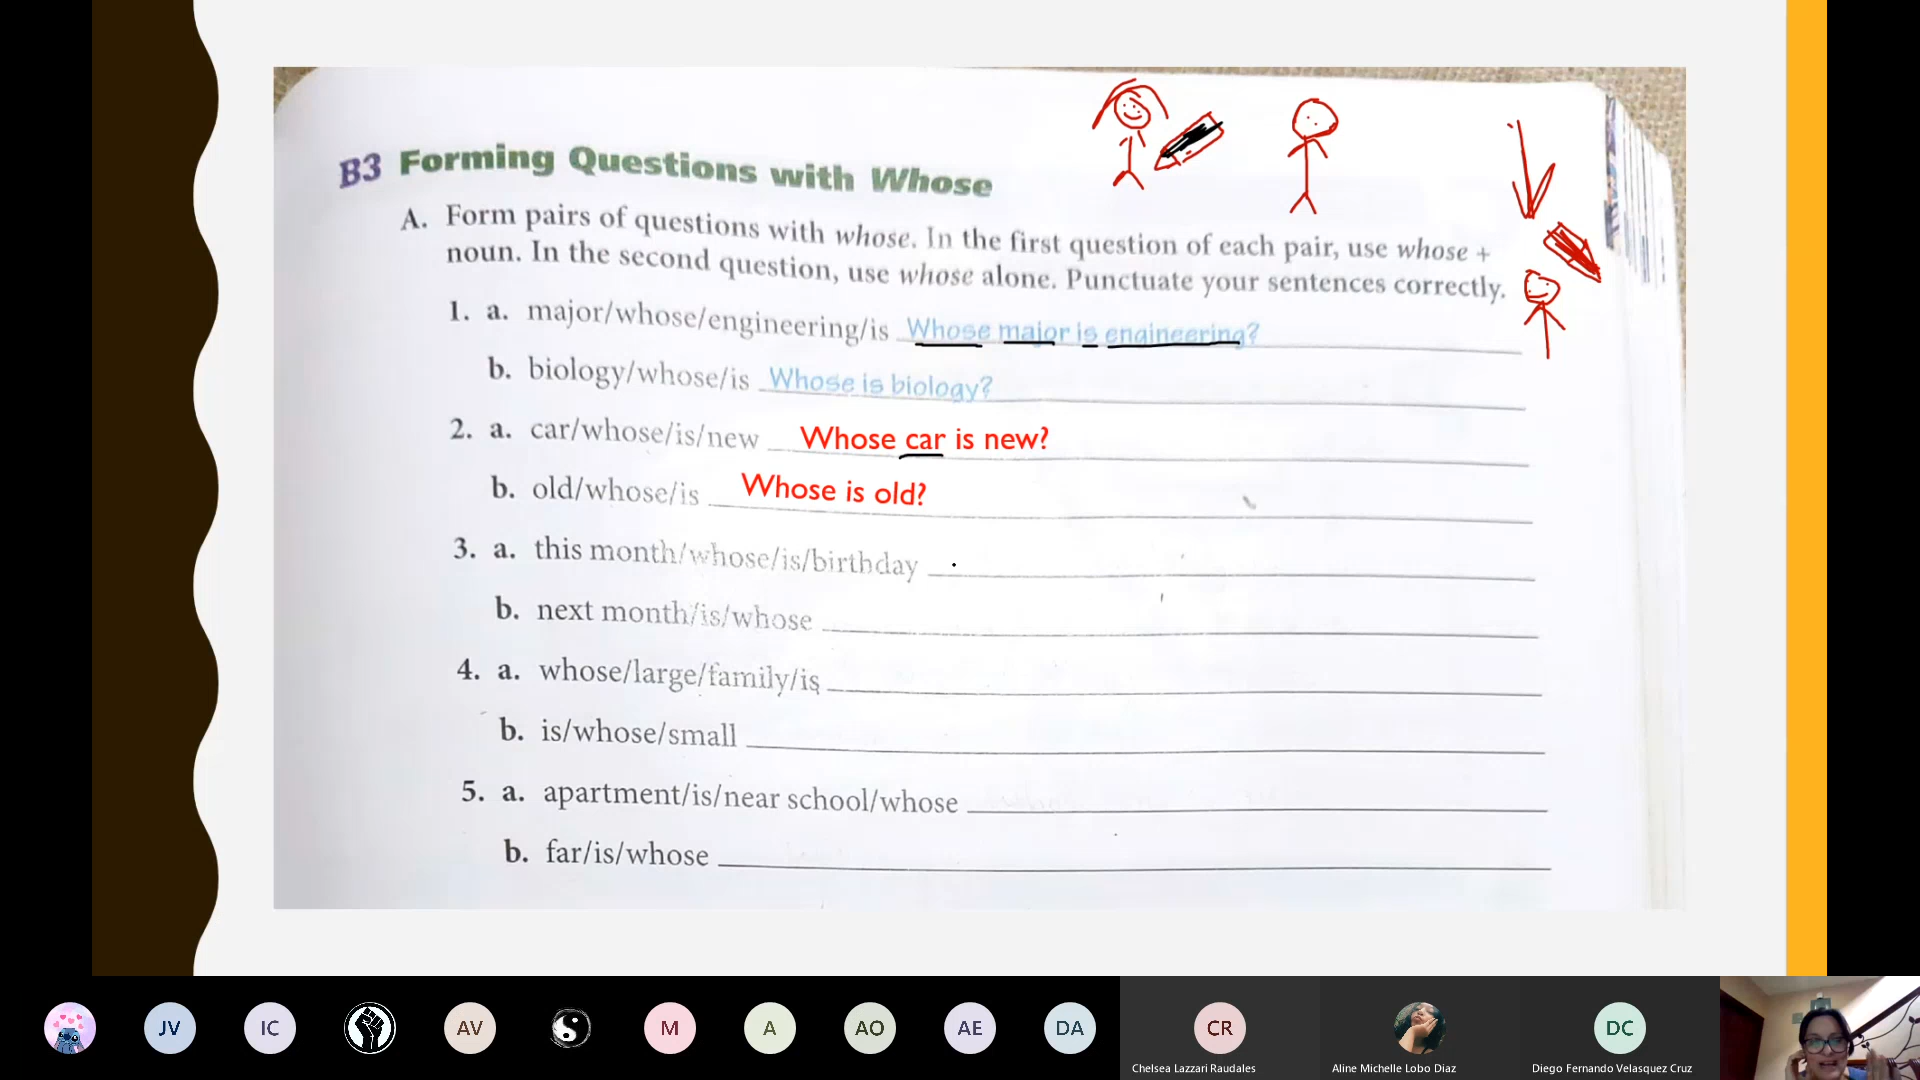 B3 Forming Questions with Whose
A. Form pairs of questions with whose. In the first question of each pair, use whose +
noun. In the second question, use whose alone. Punctuate your sentences correctly.
1. a. major/whose/engineering/is Whose major is engineering?
b. biology/whose/is Whose is biology?
2. a. car/whose/is/new Whose car is new?
b. old/whose/is Whose is old?
3. a. this month/whose/is/birthday
b. next month/is/whose
4. a. whose/large/family/is
b. is/whose/small
5. a. apartment/is/near school/whose
b. far/is/whose
JV IC AV M A AO AE DA CR DC
Chelsea Lazzari Raudales Aline Michelle Lobo Diaz Diego Fernando Velasquez Cruz